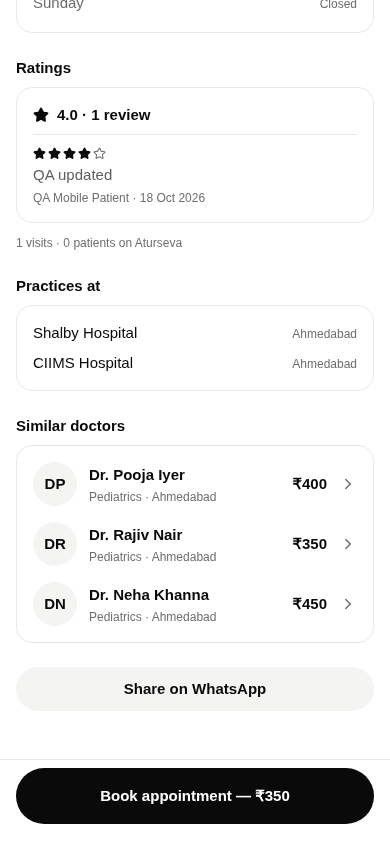 Sunday Closed
Ratings
4.0 · 1 review
QA updated
QA Mobile Patient · 18 Oct 2026
1 visits · 0 patients on Aturseva
Practices at
Shalby Hospital Ahmedabad
CIIMS Hospital Ahmedabad
Similar doctors
DP Dr. Pooja Iyer ₹400
Pediatrics · Ahmedabad
DR Dr. Rajiv Nair ₹350
Pediatrics · Ahmedabad
DN Dr. Neha Khanna ₹450
Pediatrics · Ahmedabad
Share on WhatsApp
Book appointment — ₹350